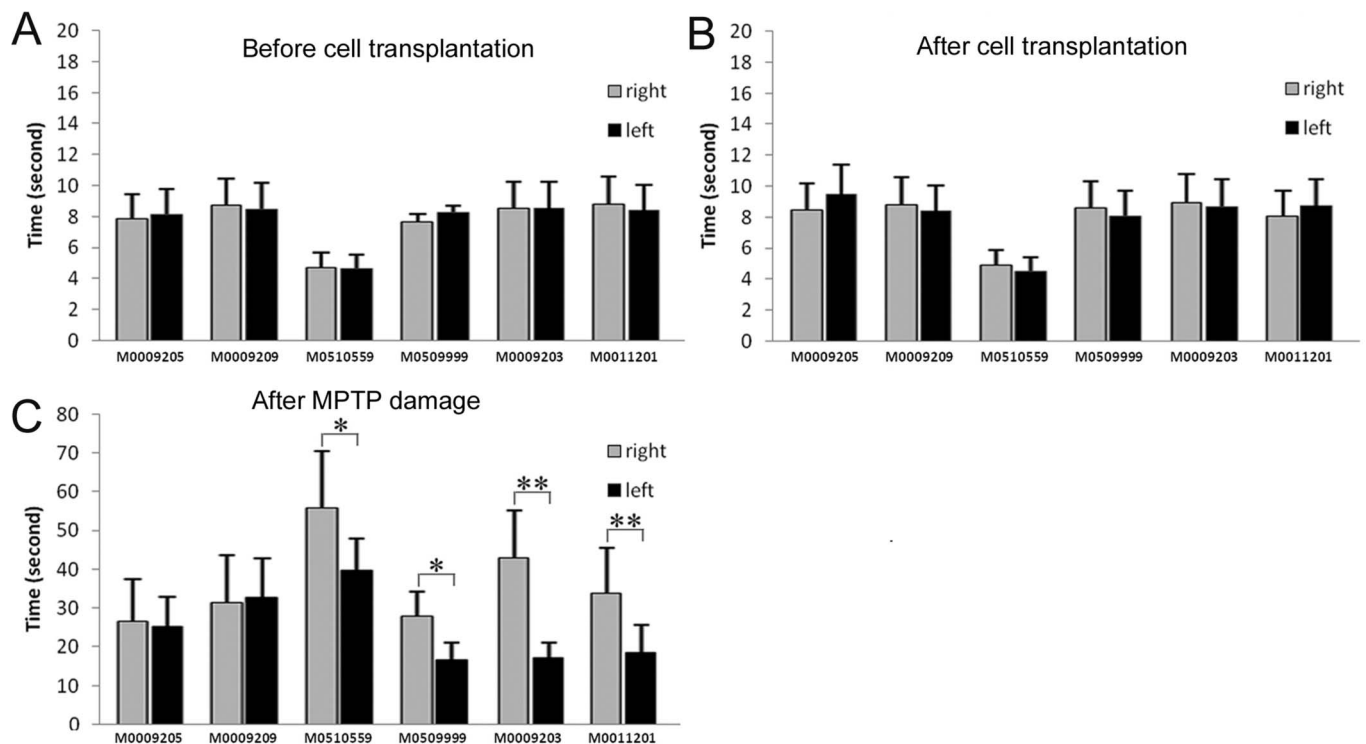 A
Before cell transplantation
20
18
16
14
12
10
8
6
4
2
0
Time (second)
right
left
M0009205 M0009209 M0510559 M0509999 M0009203 M0011201
B
After cell transplantation
20
18
16
14
12
10
8
6
4
2
0
Time (second)
right
left
M0009205 M0009209 M0510559 M0509999 M0009203 M0011201
C
After MPTP damage
80
70
60
50
40
30
20
10
0
Time (second)
right
left
*
*
**
**
M0009205 M0009209 M0510559 M0509999 M0009203 M0011201